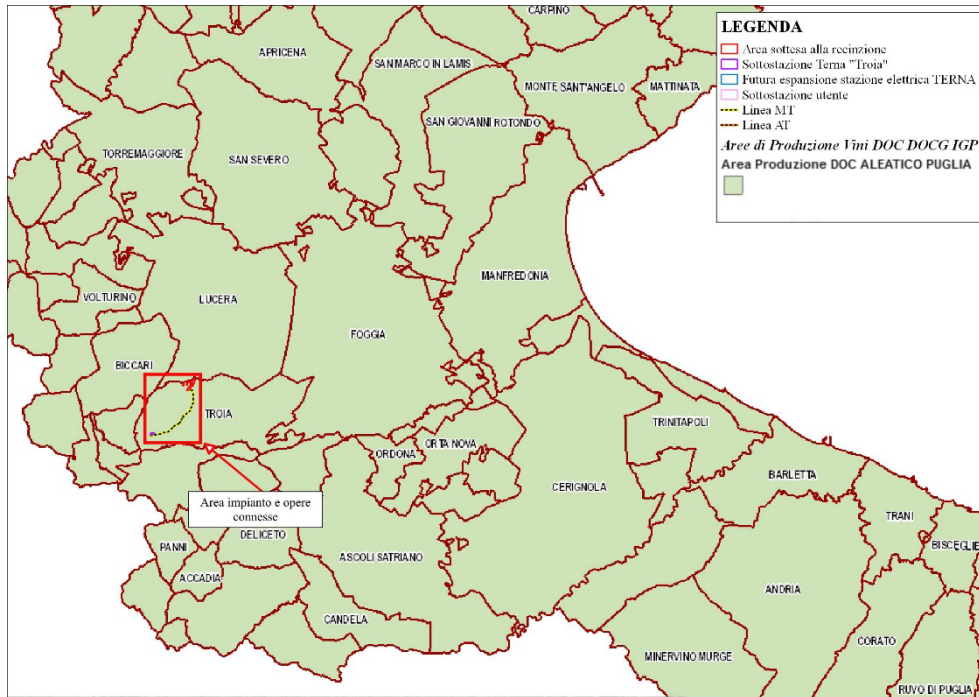 CARPINO
APRICENA
SAN MARCO IN LAMIS
MONTE SANT'ANGELO
MATTINATA
SAN GIOVANNI ROTONDO
TORREMAGGIORE
SAN SEVERO
MANFREDONIA
VOLTURINO
LUCERA
FOGGIA
BICCARI
TROIA
TRINITAPOLI
ORTA NOVA
ORDONA
BARLETTA
CERIGNOLA
TRANI
Area impianto e opere
connesse
DELICETO
PANNI
ASCOLI SATRIANO
BISCEGLIE
ACCADIA
ANDRIA
CANDELA
CORATO
MINERVINO MURGE
RUVO DI PUGLIA
LEGENDA
Area sottesa alla recinzione
Sottostazione Terna "Troia"
Futura espansione stazione elettrica TERNA
Sottostazione utente
Linea MT
Linea AT
Aree di Produzione Vini DOC DOCG IGP
Area Produzione DOC ALEATICO PUGLIA